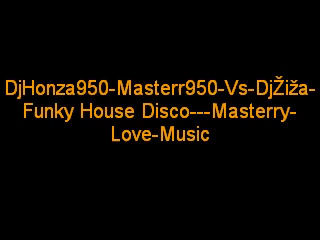 DjHonza950-Masterr950-Vs-DjŽiža-
Funky House Disco---Masterry-
Love-Music